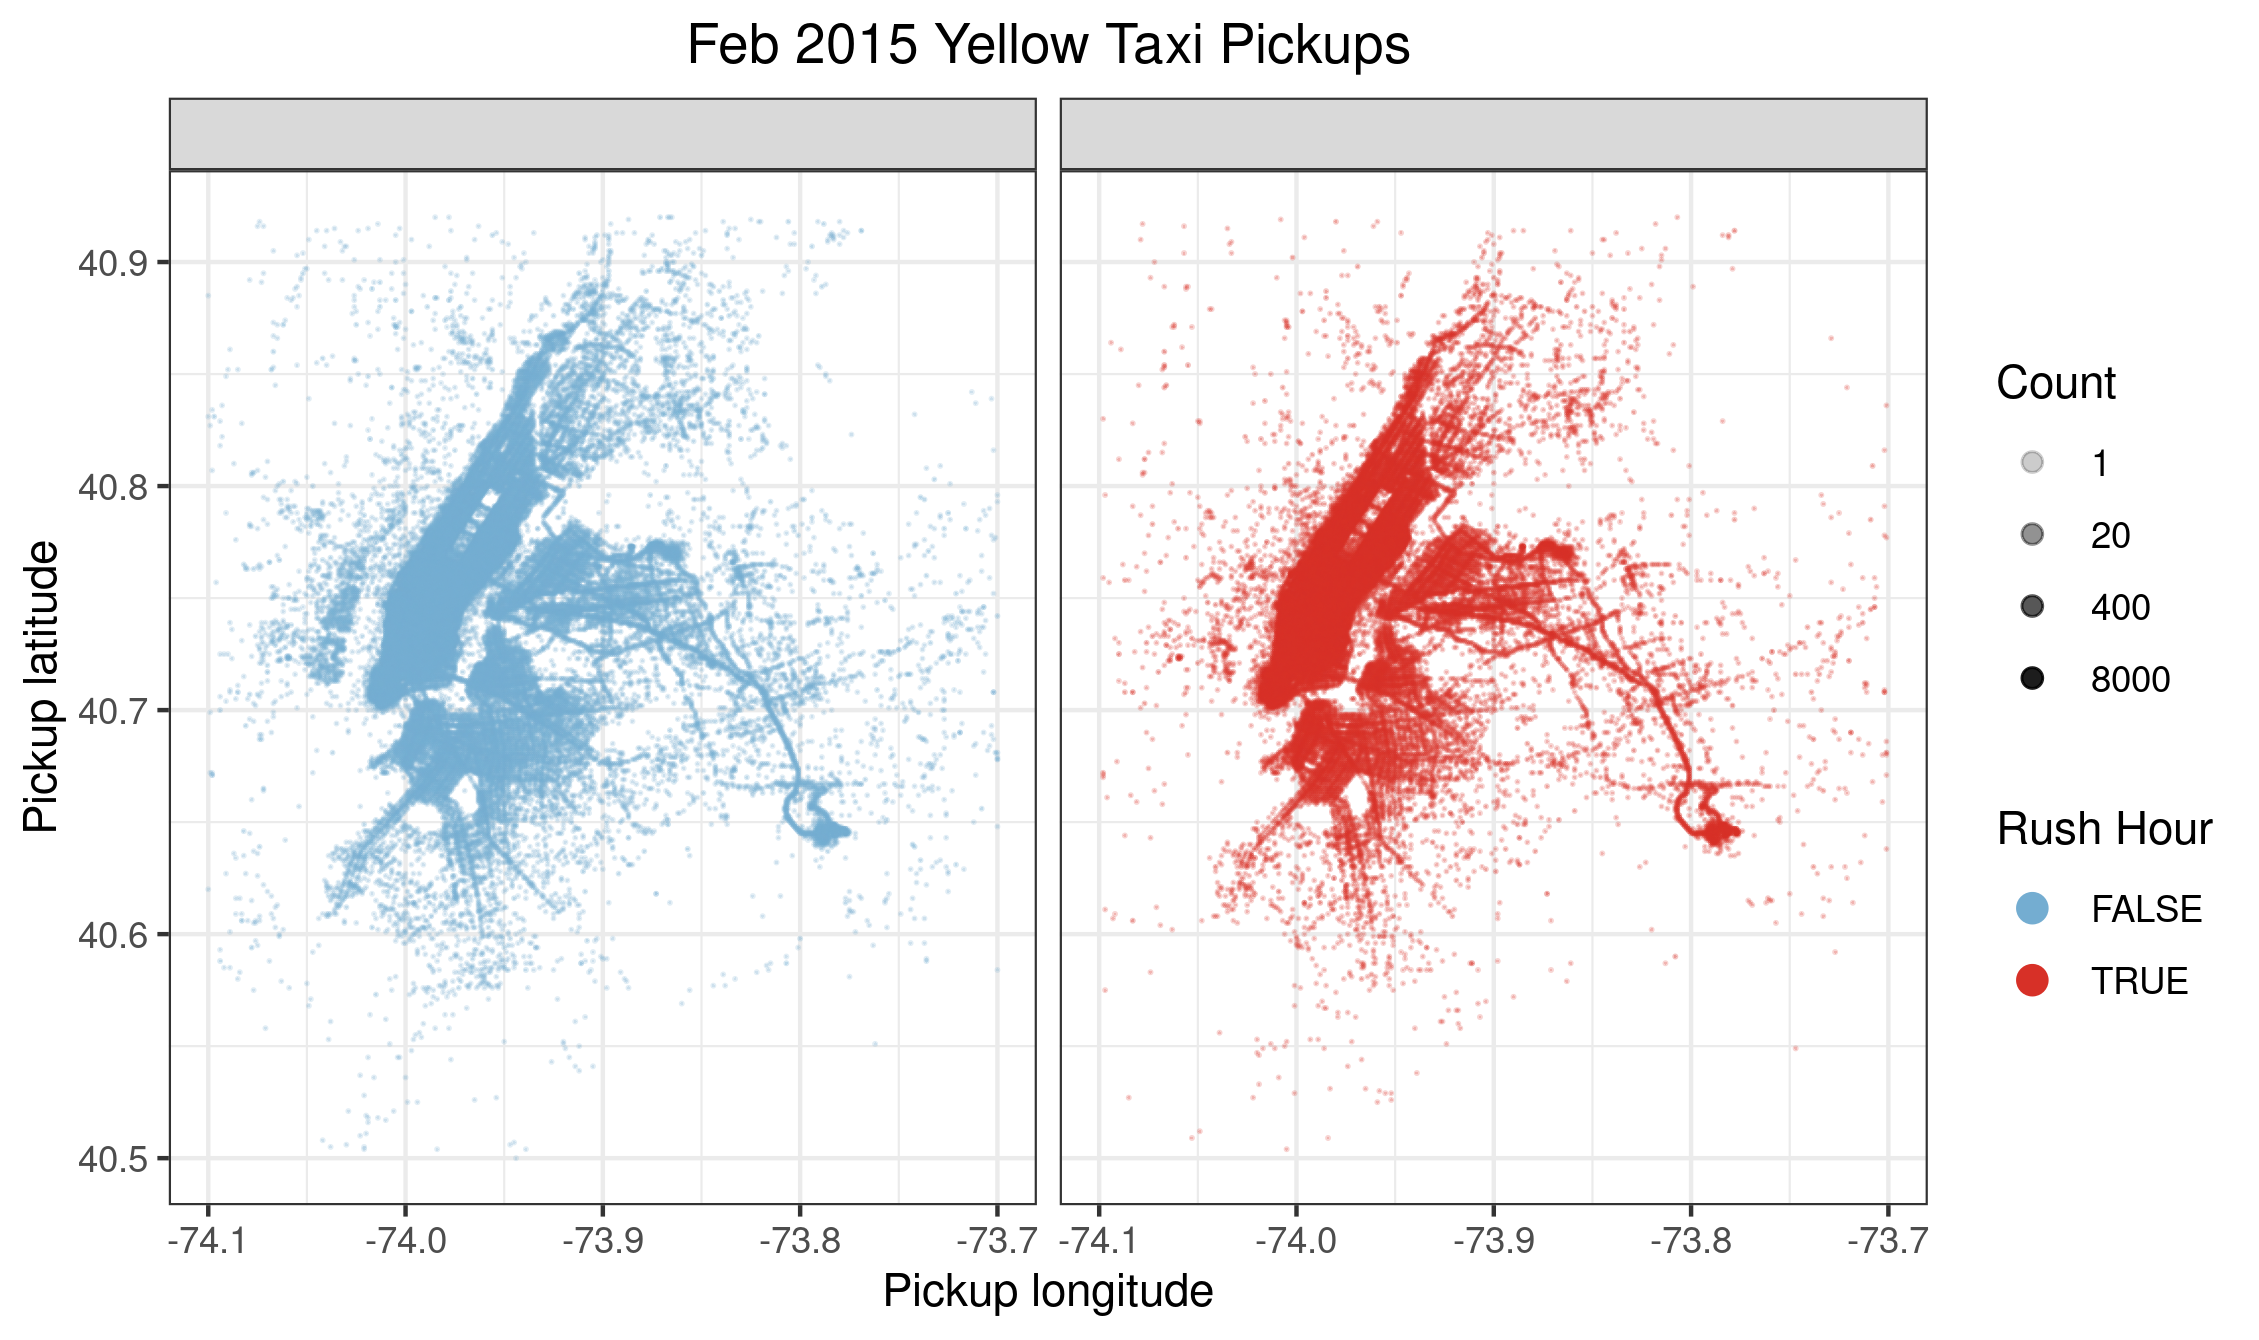 Feb 2015 Yellow Taxi Pickups
Pickup latitude
40.9
40.8
40.7
40.6
40.5
-74.1 -74.0 -73.9 -73.8 -73.7
-74.1 -74.0 -73.9 -73.8 -73.7
Pickup longitude
Count
1
20
400
8000
Rush Hour
FALSE
TRUE